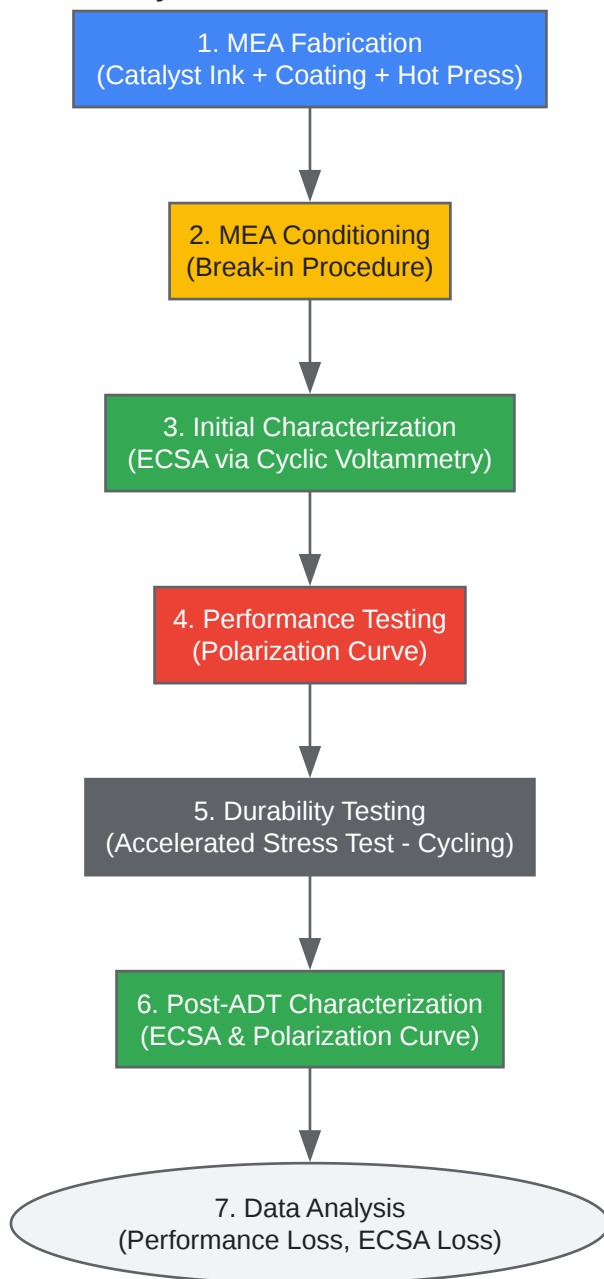 1. MEA Fabrication
(Catalyst Ink + Coating + Hot Press)
2. MEA Conditioning
(Break-in Procedure)
3. Initial Characterization
(ECSA via Cyclic Voltammetry)
4. Performance Testing
(Polarization Curve)
5. Durability Testing
(Accelerated Stress Test - Cycling)
6. Post-ADT Characterization
(ECSA & Polarization Curve)
7. Data Analysis
(Performance Loss, ECSA Loss)